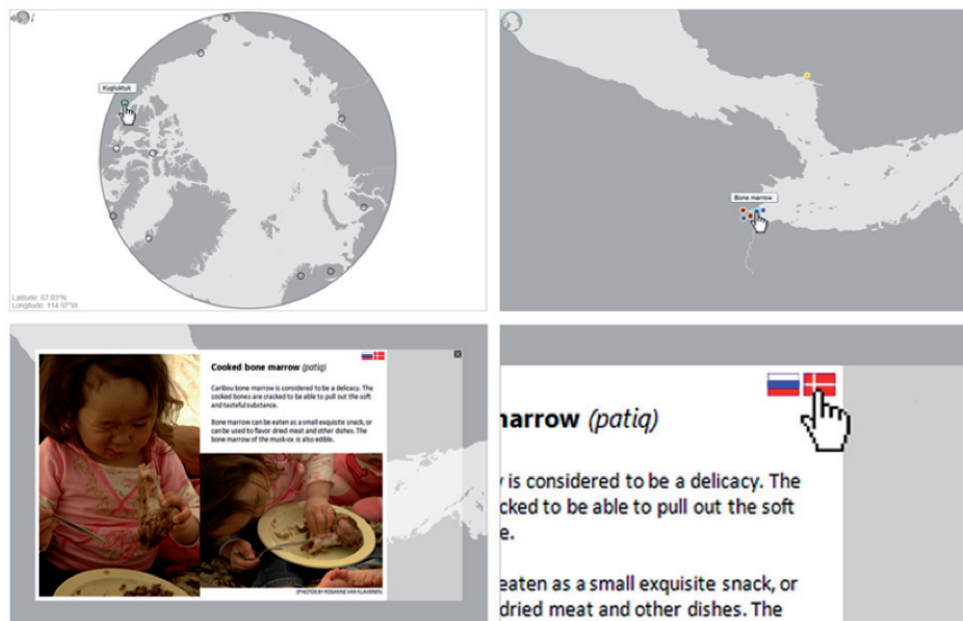 Kugluktuk
Latitude: 67.83°N
Longitude: 114.97°W
Bone marrow
Cooked bone marrow (patiq)
Caribou bone marrow is considered to be a delicacy. The
cooked bones are cracked to be able to pull out the soft
and tasteful substance.
Bone marrow can be eaten as a small exquisite snack, or
can be used to flavor dried meat and other dishes. The
bone marrow of the musk-ox is also edible.
(PHOTOS BY ROSANNE VAN KLAVEREN)
narrow (patiq)
is considered to be a delicacy. The
cked to be able to pull out the soft
e.
eaten as a small exquisite snack, or
dried meat and other dishes. The